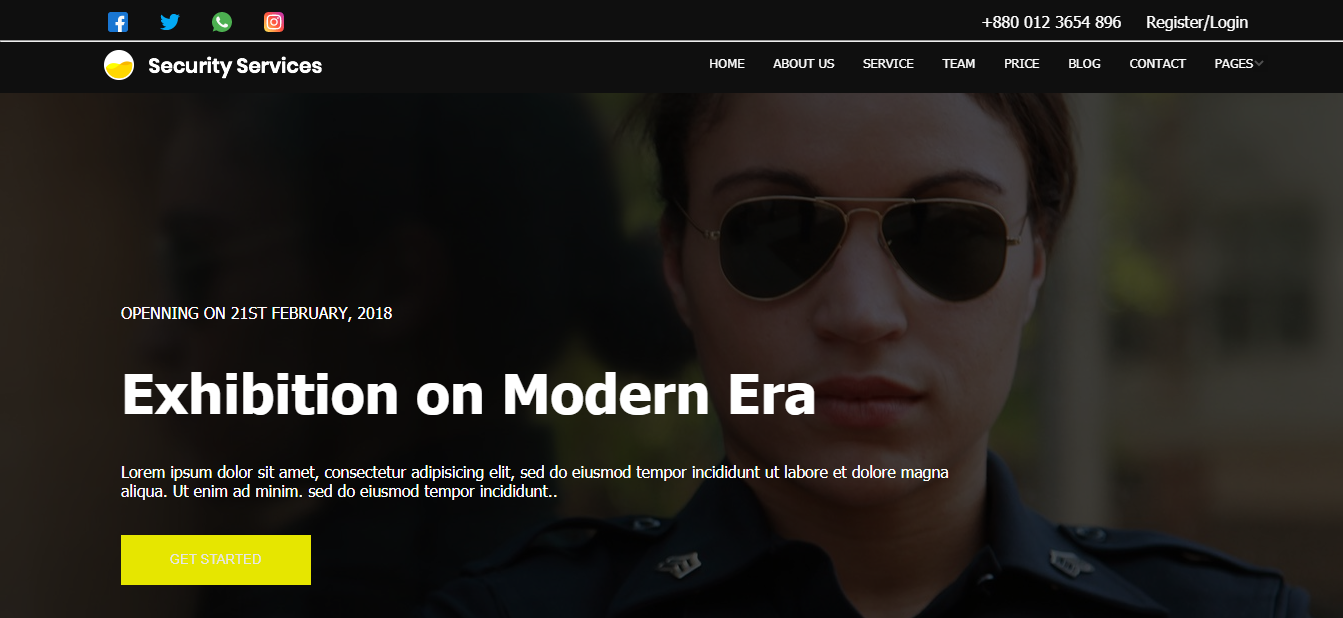 +880 012 3654 896 Register/Login
Security Services
HOME ABOUT US SERVICE TEAM PRICE BLOG CONTACT PAGES
OPENNING ON 21ST FEBRUARY, 2018
Exhibition on Modern Era
Lorem ipsum dolor sit amet, consectetur adipisicing elit, sed do eiusmod tempor incididunt ut labore et dolore magna
aliqua. Ut enim ad minim. sed do eiusmod tempor incididunt..
GET STARTED